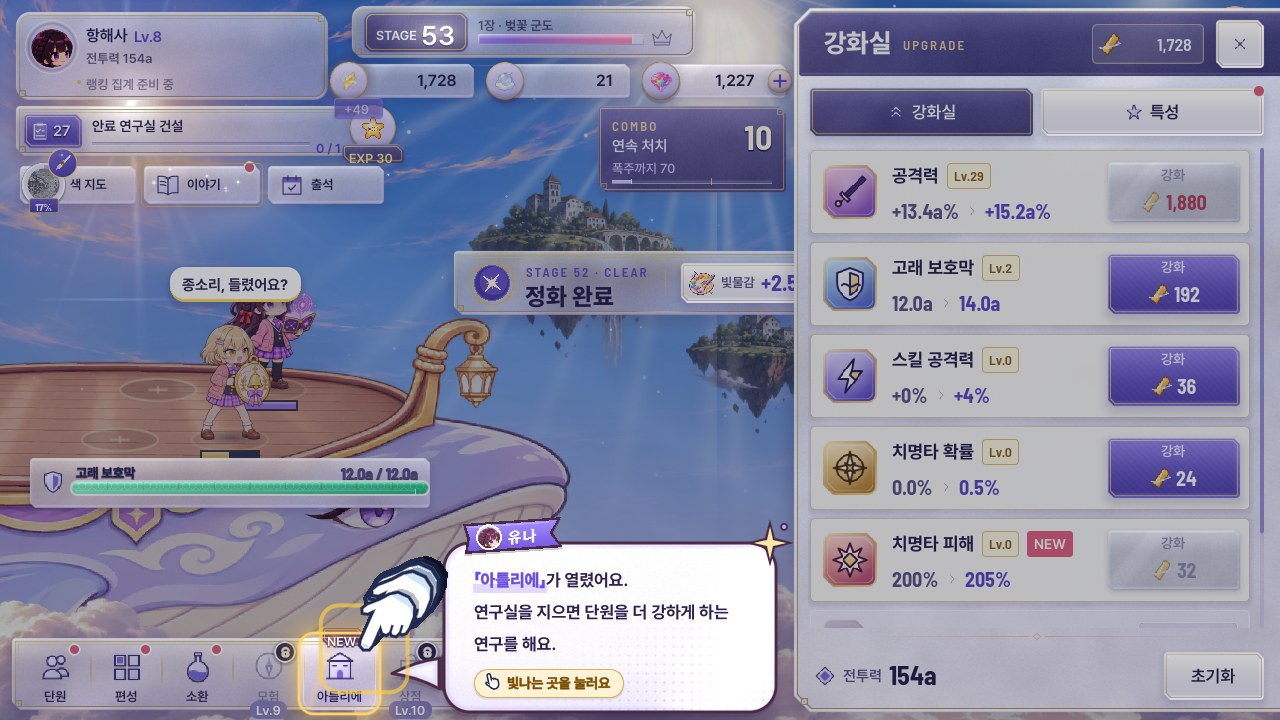 항해사 Lv.8
전투력 154a
랭킹 집계 준비 중
STAGE 53
1장 · 벚꽃 군도
1,728
21
1,227
27
안료 연구실 건설
0 / 1
+49
EXP 30
17%
색 지도
이야기
출석
COMBO
연속 처치
10
폭주까지 70
STAGE 52 · CLEAR
정화 완료
빛물감 +2.5
종소리, 들렸어요?
고래 보호막
12.0a / 12.0a
유나
『아틀리에』가 열렸어요.
연구실을 지으면 단원을 더 강하게 하는
연구를 해요.
빛나는 곳을 눌러요
단원
편성
소환
모험
Lv.9
NEW
아틀리에
상점
Lv.10
강화실 UPGRADE
1,728
×
강화실
특성
공격력 Lv.29
+13.4a% › +15.2a%
강화
1,880
고래 보호막 Lv.2
12.0a › 14.0a
강화
192
스킬 공격력 Lv.0
+0% › +4%
강화
36
치명타 확률 Lv.0
0.0% › 0.5%
강화
24
치명타 피해 Lv.0 NEW
200% › 205%
강화
32
전투력 154a
초기화